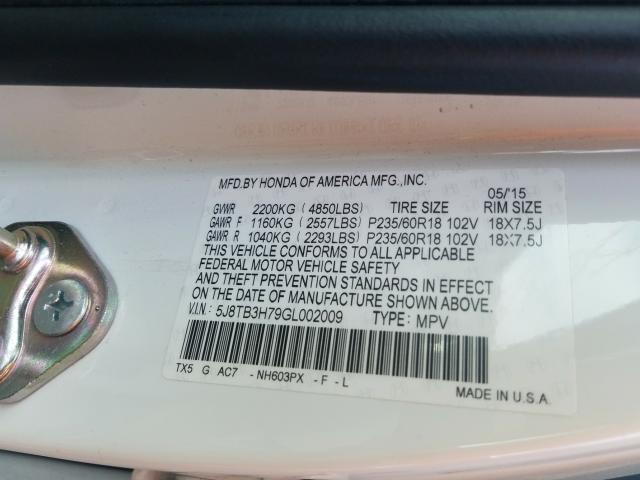 MFD.BY HONDA OF AMERICA MFG.,INC.
05/15
GVWR 2200KG (4850LBS) TIRE SIZE RIM SIZE
GAWR F 1160KG (2557LBS) P235/60R18 102V 18X7.5J
GAWR R 1040KG (2293LBS) P235/60R18 102V 18X7.5J
THIS VEHICLE CONFORMS TO ALL APPLICABLE
FEDERAL MOTOR VEHICLE SAFETY
AND THEFT PREVENTION STANDARDS IN EFFECT
ON THE DATE OF MANUFACTURE SHOWN ABOVE.
V.I.N.: 5J8TB3H79GL002009 TYPE: MPV
TX5 G AC7 -NH603PX -F-L
MADE IN U.S.A.